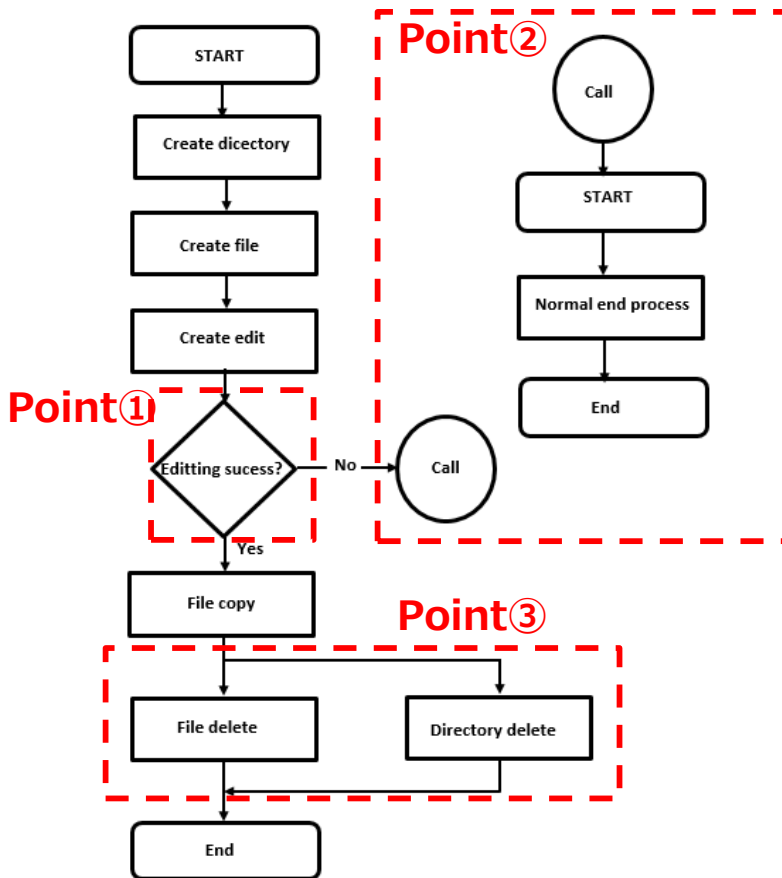 Point②
START
Call
Create dicectory
START
Create file
Normal end process
Create edit
End
Point①
Editting sucess?
No
Call
Yes
File copy
Point③
File delete
Directory delete
End